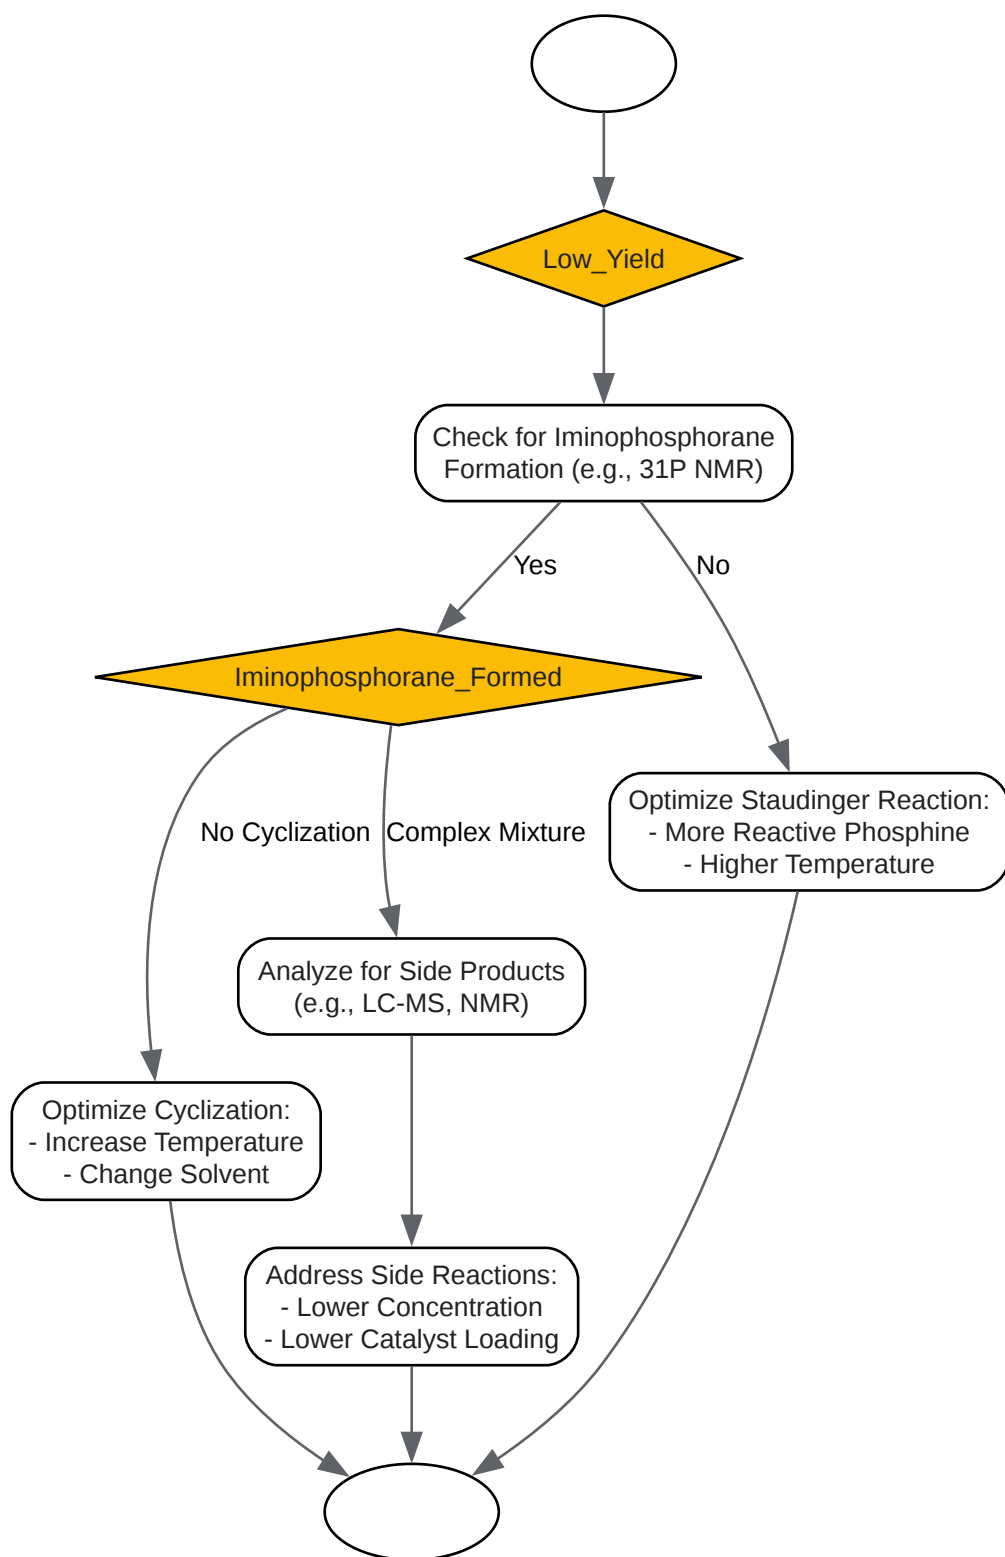 Low_Yield
Check for Iminophosphorane
Formation (e.g., 31P NMR)
Yes
No
Iminophosphorane_Formed
No Cyclization
Complex Mixture
Optimize Staudinger Reaction:
- More Reactive Phosphine
- Higher Temperature
Analyze for Side Products
(e.g., LC-MS, NMR)
Optimize Cyclization:
- Increase Temperature
- Change Solvent
Address Side Reactions:
- Lower Concentration
- Lower Catalyst Loading